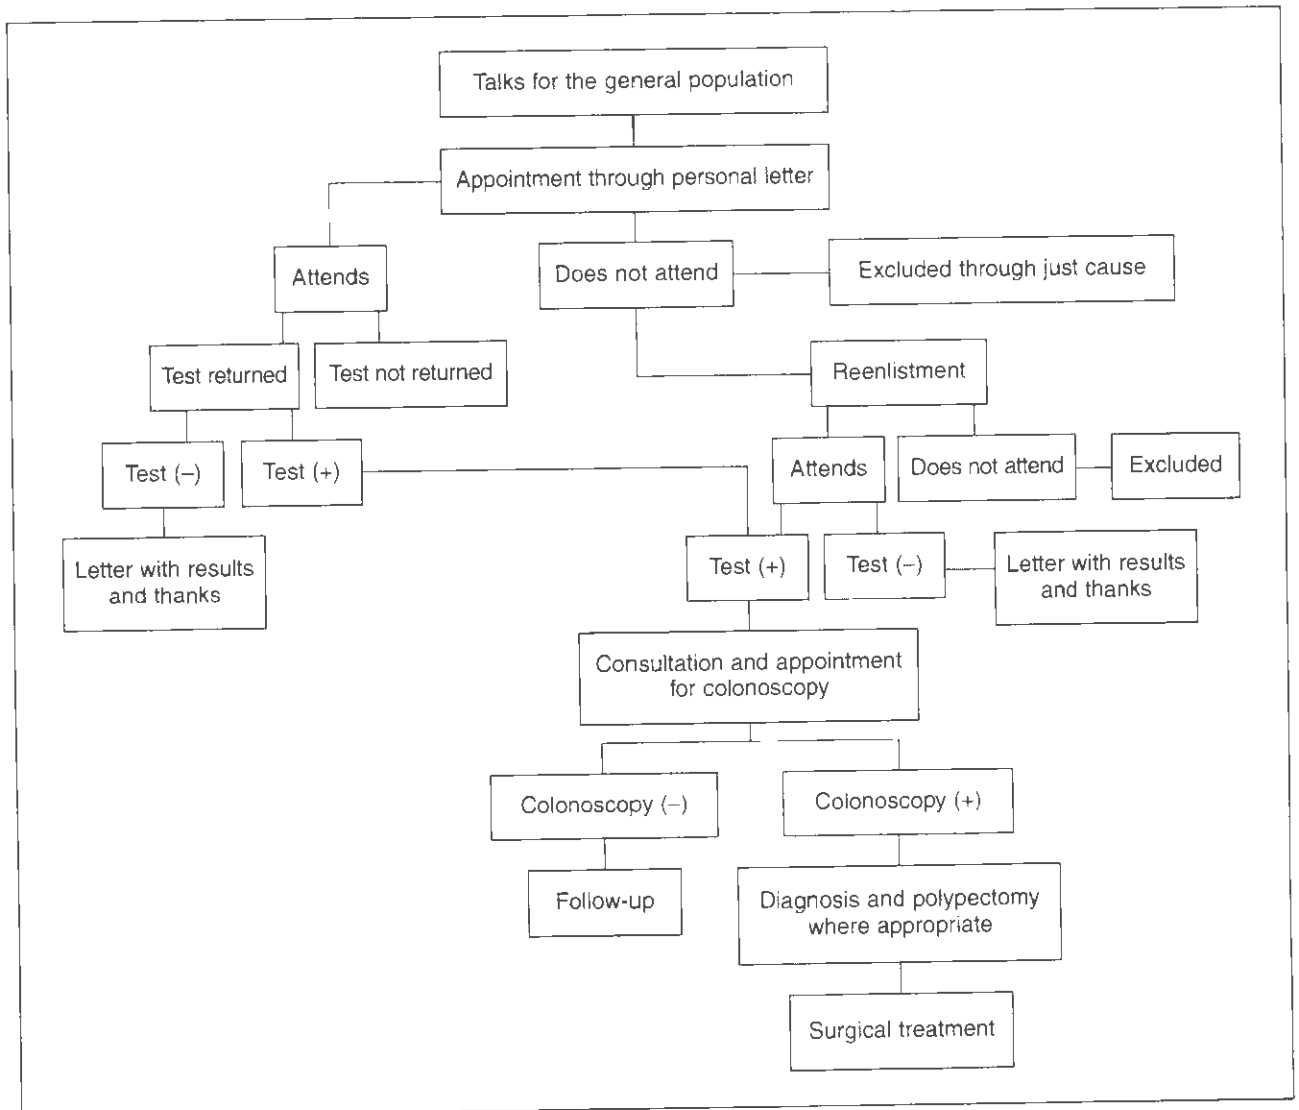 Talks for the general population
Appointment through personal letter
Attends
Does not attend
Excluded through just cause
Test returned
Test not returned
Reenlistment
Test (–)
Test (+)
Attends
Does not attend
Excluded
Letter with results
and thanks
Test (+)
Test (–)
Letter with results
and thanks
Consultation and appointment
for colonoscopy
Colonoscopy (–)
Colonoscopy (+)
Follow-up
Diagnosis and polypectomy
where appropriate
Surgical treatment